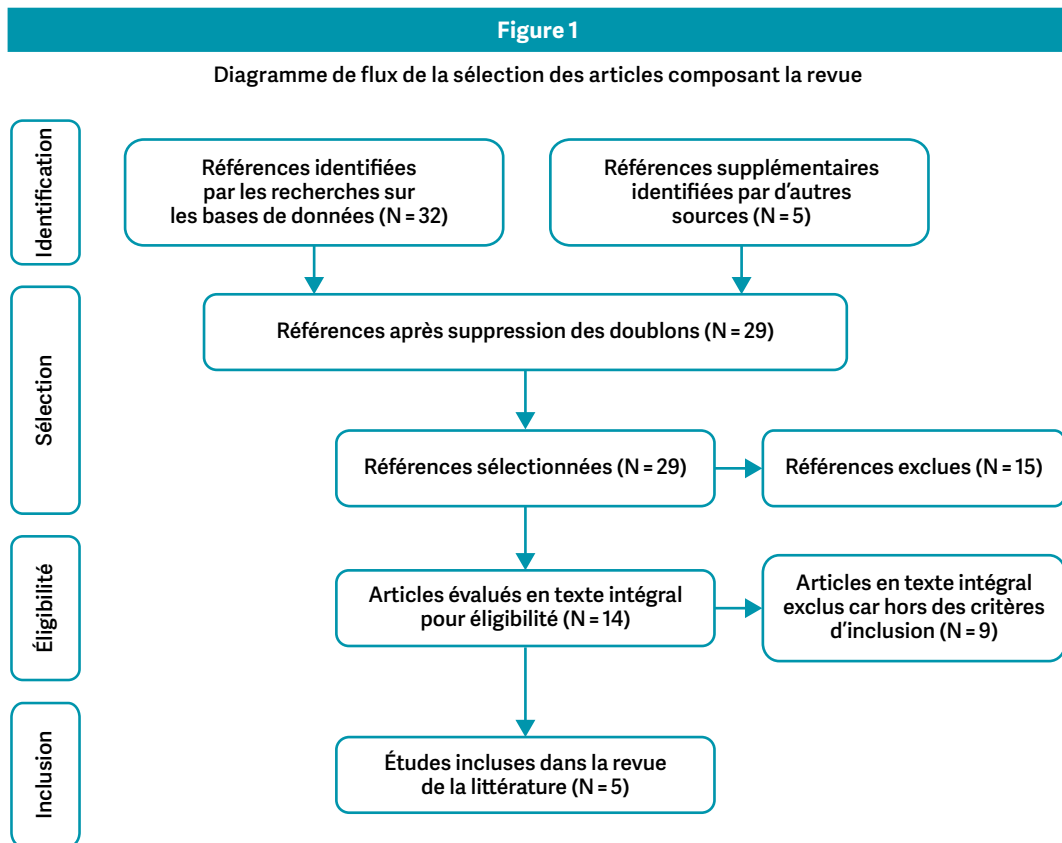 Figure 1
Diagramme de flux de la sélection des articles composant la revue
Identification
Références identifiées
par les recherches sur
les bases de données (N = 32)
Références supplémentaires
identifiées par d'autres
sources (N = 5)
Sélection
Références après suppression des doublons (N = 29)
Références sélectionnées (N = 29)
Références exclues (N = 15)
Éligibilité
Articles évalués en texte intégral
pour éligibilité (N = 14)
Articles en texte intégral
exclus car hors des critères
d'inclusion (N = 9)
Inclusion
Études incluses dans la revue
de la littérature (N = 5)